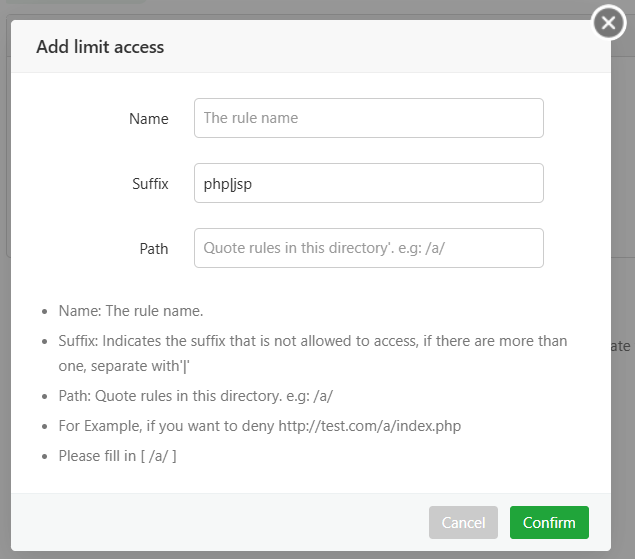 Add limit access
Name
The rule name
Suffix
php|jsp
Path
Quote rules in this directory'. e.g: /a/
Name: The rule name.
Suffix: Indicates the suffix that is not allowed to access, if there are more than
one, separate with'|'
Path: Quote rules in this directory. e.g: /a/
For Example, if you want to deny http://test.com/a/index.php
Please fill in [ /a/ ]
ate
Cancel
Confirm